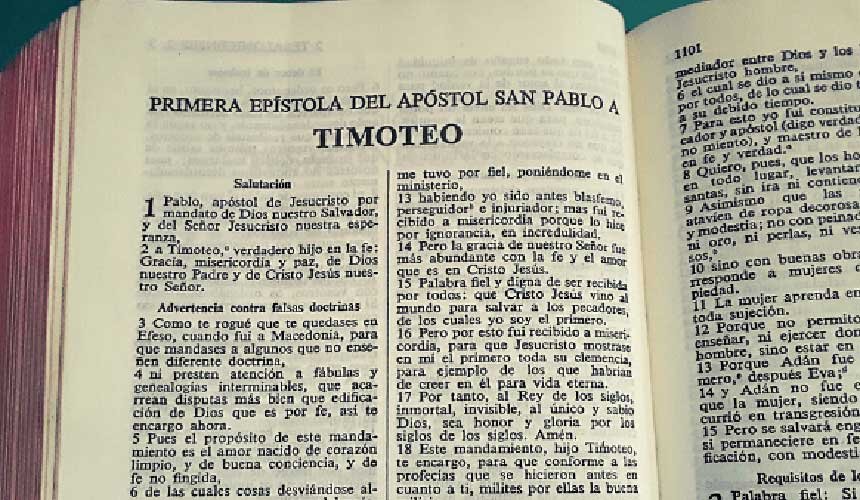 PRIMERA EPÍSTOLA DEL APÓSTOL SAN PABLO A
TIMOTEO
Salutación
1 Pablo, apóstol de Jesucristo por
mandato de Dios nuestro Salvador,
y del Señor Jesucristo nuestra espe-
ranza,
2 a Timoteo,ª verdadero hijo en la fe:
Gracia, misericordia y paz, de Dios
nuestro Padre y de Cristo Jesús nues-
tro Señor.
Advertencia contra falsas doctrinas
3 Como te rogué que te quedases en
Efeso, cuando fui a Macedonia, para
que mandases a algunos que no ense-
ñen diferente doctrina,
4 ni presten atención a fábulas y
genealogías interminables, que aca-
rrean disputas más bien que edifica-
ción de Dios que es por fe, así te
encargo ahora.
5 Pues el propósito de este manda-
miento es el amor nacido de corazón
limpio, y de buena conciencia, y de
fe no fingida,
6 de las cuales cosas desviándose al-
me tuvo por fiel, poniéndome en el
ministerio,
13 habiendo yo sido antes blasfemo,
perseguidor e injuriador; mas fui re-
cibido a misericordia porque lo hice
por ignorancia, en incredulidad.
14 Pero la gracia de nuestro Señor fue
más abundante con la fe y el amor
que es en Cristo Jesús.
15 Palabra fiel y digna de ser recibida
por todos: que Cristo Jesús vino al
mundo para salvar a los pecadores,
de los cuales yo soy el primero.
16 Pero por esto fui recibido a miseri-
cordia, para que Jesucristo mostrase
en mí el primero toda su clemencia,
para ejemplo de los que habrían
de creer en él para vida eterna.
17 Por tanto, al Rey de los siglos,
inmortal, invisible, al único y sabio
Dios, sea honor y gloria por los
siglos de los siglos. Amén.
18 Este mandamiento, hijo Timoteo,
te encargo, para que conforme a las
profecías que se hicieron antes en
cuanto a ti, milites por ellas la buena
1101
mediador entre Dios y los
Jesucristo hombre,
6 el cual se dio a sí mismo
por todos, de lo cual se dio
a su debido tiempo.
7 Para esto yo fui constitu
cador y apóstol (digo verdad
no miento), y maestro de
en fe y verdad.
8 Quiero, pues, que los ho
en todo lugar, levantan
santas, sin ira ni contien
9 Asimismo que las
atavíen de ropa decorosa
y modestia; no con peinad
ni oro, ni perlas, ni ves
sos,
10 sino con buenas obra
rresponde a mujeres
piedad.
11 La mujer aprenda en
toda sujeción.
12 Porque no permito
enseñar, ni ejercer dom
hombre, sino estar en
13 Porque Adán fue
mero, después Eva;
14 y Adán no fue
que la mujer, siendo
currió en transgresión
15 Pero se salvará eng
si permaneciere en fe
ficación, con modestia
Requisitos de l
Palabra fiel: Si